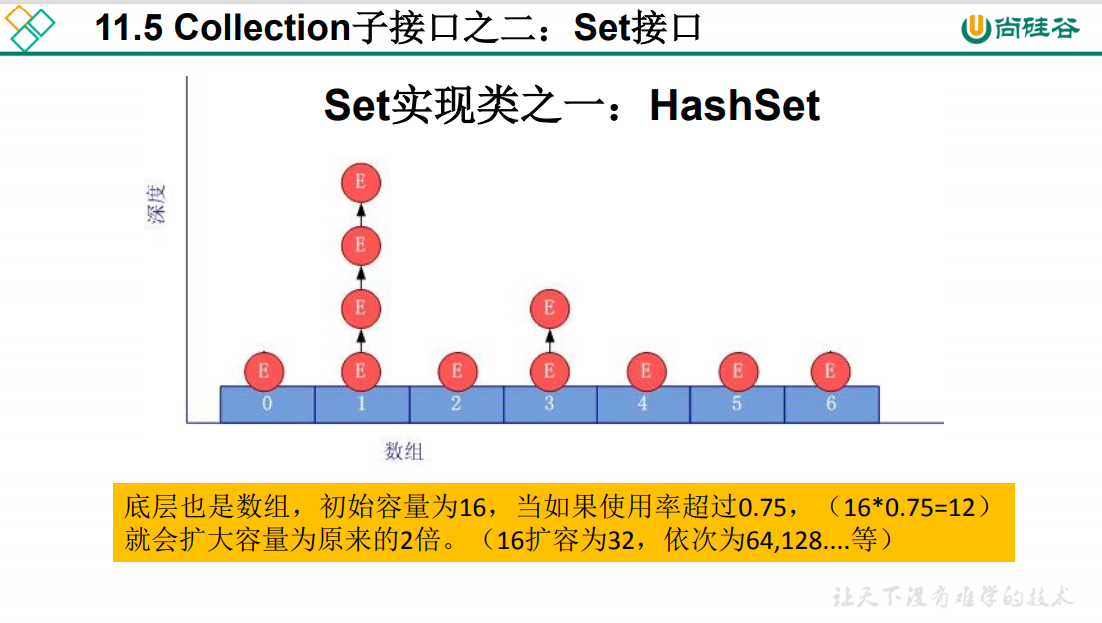 11.5 Collection子接口之二：Set接口
尚硅谷
Set实现类之一：HashSet
深度
E
E
E
E
E
E
E
E
E
E
E
0 1 2 3 4 5 6
数组
底层也是数组，初始容量为16，当如果使用率超过0.75，（16*0.75=12）
就会扩大容量为原来的2倍。（16扩容为32，依次为64,128....等）
让天下没有难学的技术